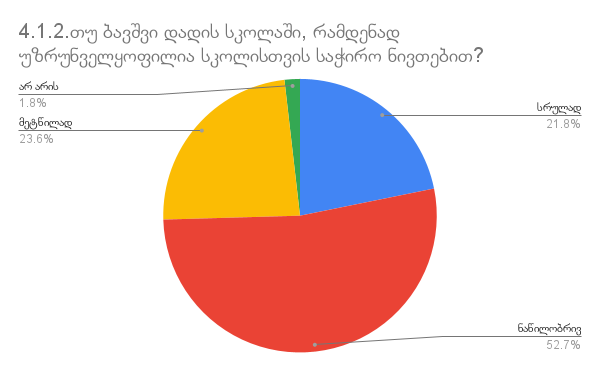 4.1.2.თუ ბავშვი დადის სკოლაში, რამდენად
უზრუნველყოფილია სკოლისთვის საჭირო ნივთებით?
არ არის
1.8%
მეტწილად
23.6%
სრულად
21.8%
ნაწილობრივ
52.7%